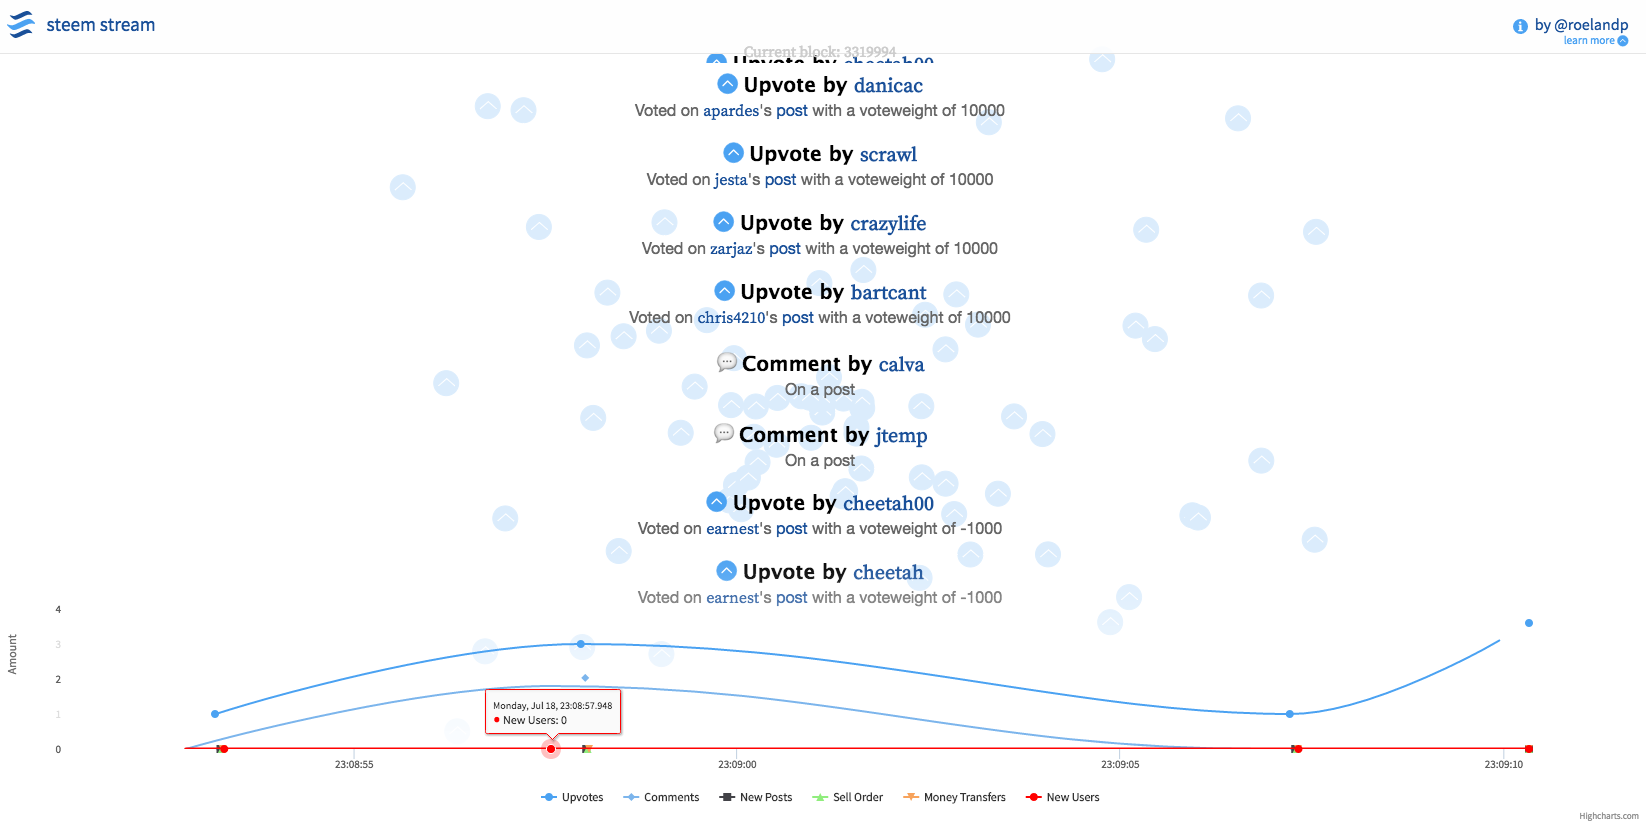 steem stream
by @roelandp
learn more
Current block: 3319994
Upvote by cheetah00
Upvote by danicac
Voted on apardes's post with a voteweight of 10000
Upvote by scrawl
Voted on jesta's post with a voteweight of 10000
Upvote by crazylife
Voted on zarjaz's post with a voteweight of 10000
Upvote by bartcant
Voted on chris4210's post with a voteweight of 10000
Comment by calva
On a post
Comment by jtemp
On a post
Upvote by cheetah00
Voted on earnest's post with a voteweight of -1000
Upvote by cheetah
Voted on earnest's post with a voteweight of -1000
4
3
2
1
0
Amount
Monday, Jul 18, 23:08:57.948
New Users: 0
23:08:55
23:09:00
23:09:05
23:09:10
Upvotes
Comments
New Posts
Sell Order
Money Transfers
New Users
Highcharts.com